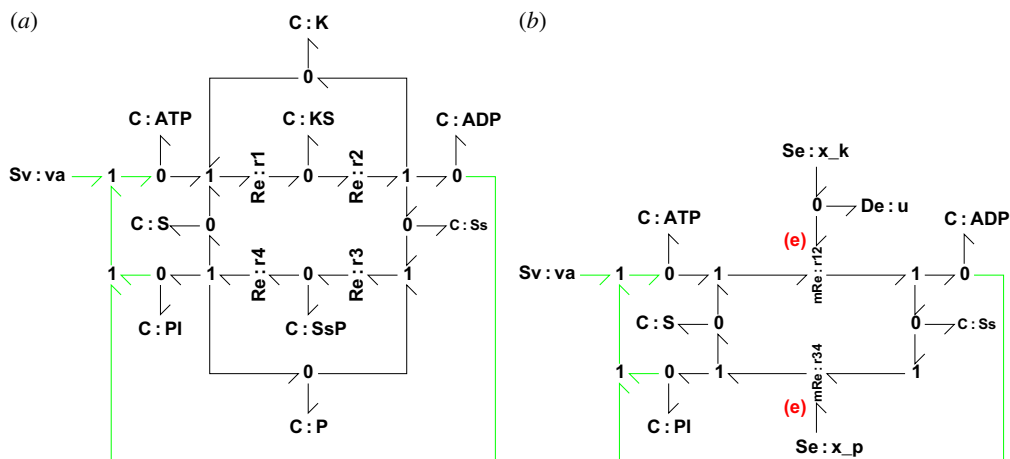 (a)
C:K
0
C:ATP C:KS C:ADP
Sv:va 1 0 1 Re:r1 0 Re:r2 1 0
C:S 0 0 C:Ss
1 0 1 Re:r4 0 Re:r3 1
C:PI C:SsP
0
C:P
(b)
Se:x_k
0 De:u
C:ATP (e) C:ADP
Sv:va 1 0 1 mRe:r12 1 0
C:S 0 0 C:Ss
1 0 1 mRe:r34 1
C:PI (e)
Se:x_p